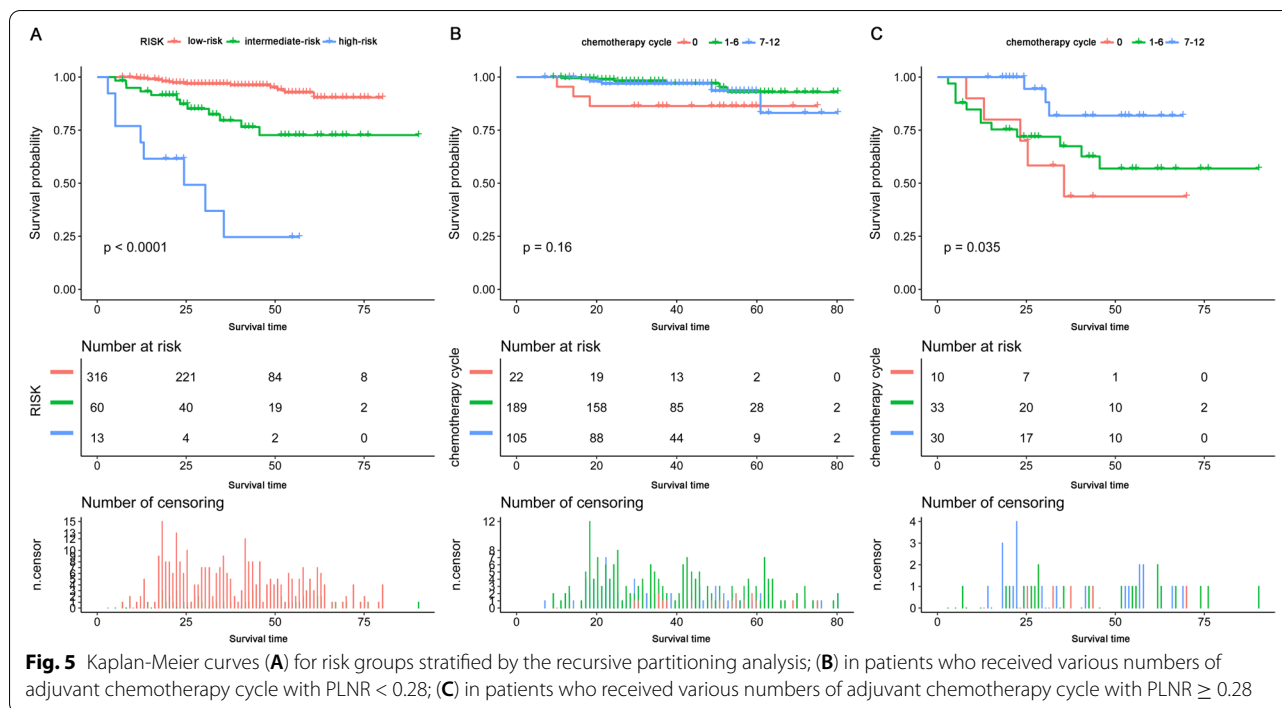 A
RISK low-risk intermediate-risk high-risk
Survival probability
1.00
0.75
0.50
0.25
0.00
p < 0.0001
0 25 50 75
Survival time
Number at risk
RISK
316 221 84 8
60 40 19 2
13 4 2 0
0 25 50 75
Survival time
Number of censoring
n.censor
0 25 50 75
Survival time
B
chemotherapy cycle 0 1-6 7-12
Survival probability
1.00
0.75
0.50
0.25
0.00
p = 0.16
0 20 40 60 80
Survival time
Number at risk
chemotherapy cycle
22 19 13 2 0
189 158 85 28 2
105 88 44 9 2
0 20 40 60 80
Survival time
Number of censoring
n.censor
0 20 40 60 80
Survival time
C
chemotherapy cycle 0 1-6 7-12
Survival probability
1.00
0.75
0.50
0.25
0.00
p = 0.035
0 25 50 75
Survival time
Number at risk
chemotherapy cycle
10 7 1 0
33 20 10 2
30 17 10 0
0 25 50 75
Survival time
Number of censoring
n.censor
4
3
2
1
0
0 25 50 75
Survival time
Fig. 5 Kaplan-Meier curves (A) for risk groups stratified by the recursive partitioning analysis; (B) in patients who received various numbers of
adjuvant chemotherapy cycle with PLNR < 0.28; (C) in patients who received various numbers of adjuvant chemotherapy cycle with PLNR ≥ 0.28